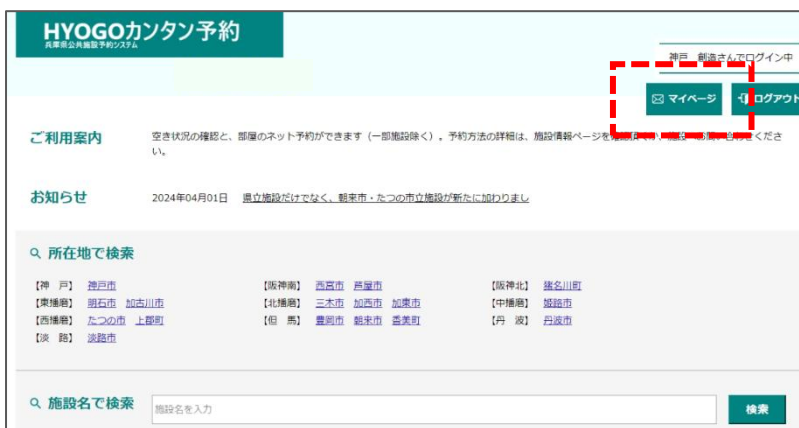 HYOGOカンタン予約
兵庫県公共施設予約システム
神戸 創造さんでログイン中
マイページ
ログアウト
ご利用案内
空き状況の確認と、部屋のネット予約ができます（一部施設除く）. 予約方法の詳細は、施設情報ページを
くださ
い。
お知らせ
2024年04月01日 県立施設だけでなく、朝来市・たつの市立施設が新たに加わりまし
所在地で検索
【神 戸】 神戸市 【阪神南】 西宮市 芦屋市 【阪神北】 猪名川町
【東播磨】 明石市 加古川市 【北播磨】 三木市 加西市 加東市 【中播磨】 姫路市
【西播磨】 たつの市 上郡町 【但 馬】 豊岡市 朝来市 香美町 【丹 波】 丹波市
【淡 路】 淡路市
施設名で検索
施設名を入力
検索